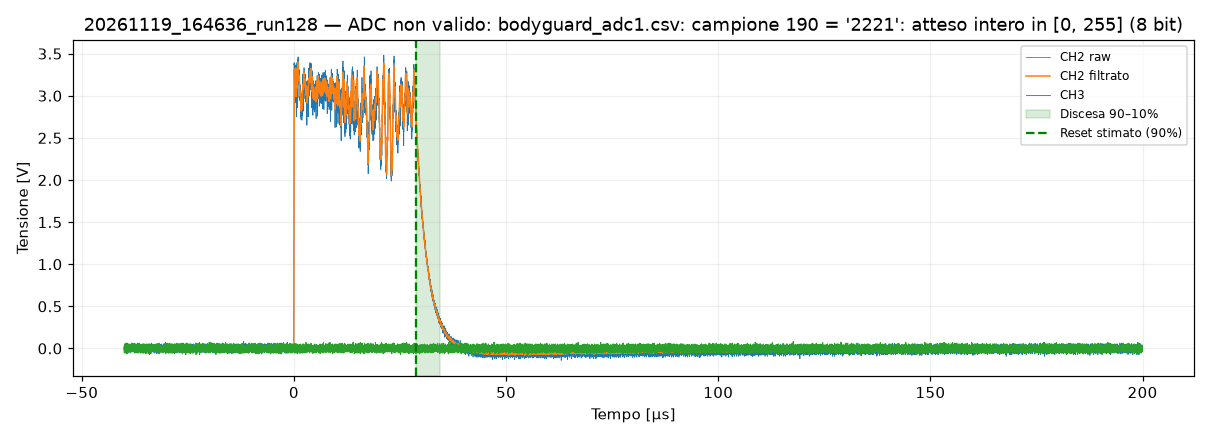 20261119_164636_run128 — ADC non valido: bodyguard_adc1.csv: campione 190 = '2221': atteso intero in [0, 255] (8 bit)
CH2 raw
CH2 filtrato
CH3
Discesa 90–10%
Reset stimato (90%)
Tensione [V]
3.5
3.0
2.5
2.0
1.5
1.0
0.5
0.0
−50
0
50
100
150
200
Tempo [µs]